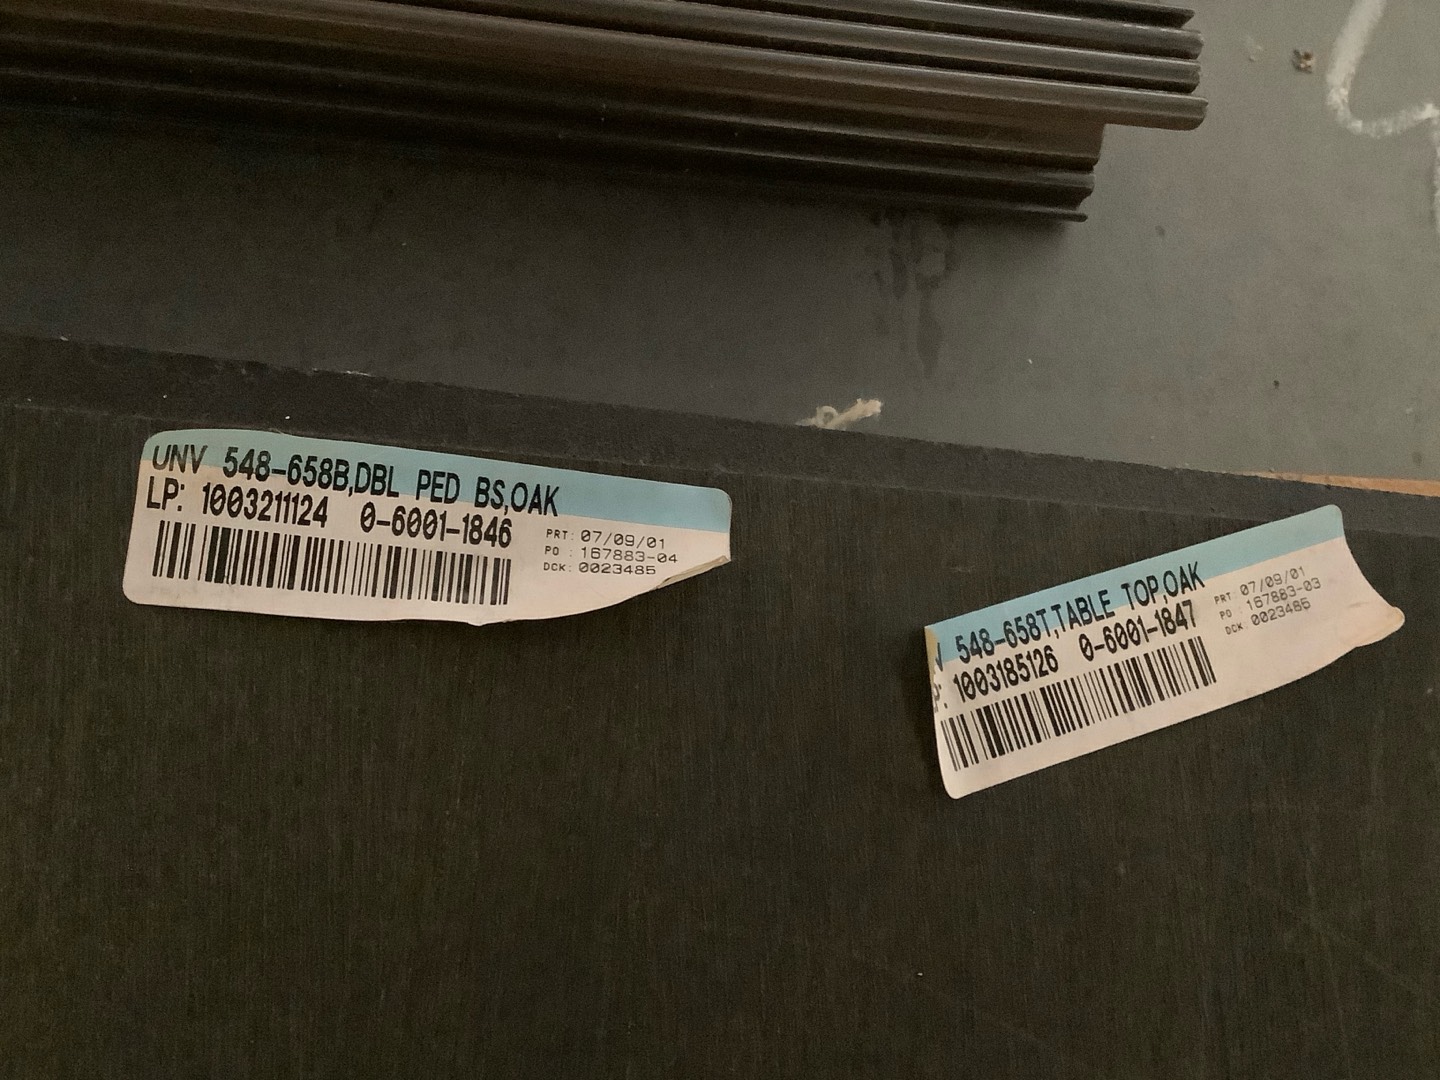 UNV 548-658B,DBL PED BS,OAK
LP: 1003211124 0-6001-1846
PRT: 07/09/01
PO : 167883-04
DCK: 0023485
548-658T,TABLE TOP,OAK
P: 1003185126 0-6001-1847
PRT: 07/09/01
PO : 167883-03
DCK: 0023485